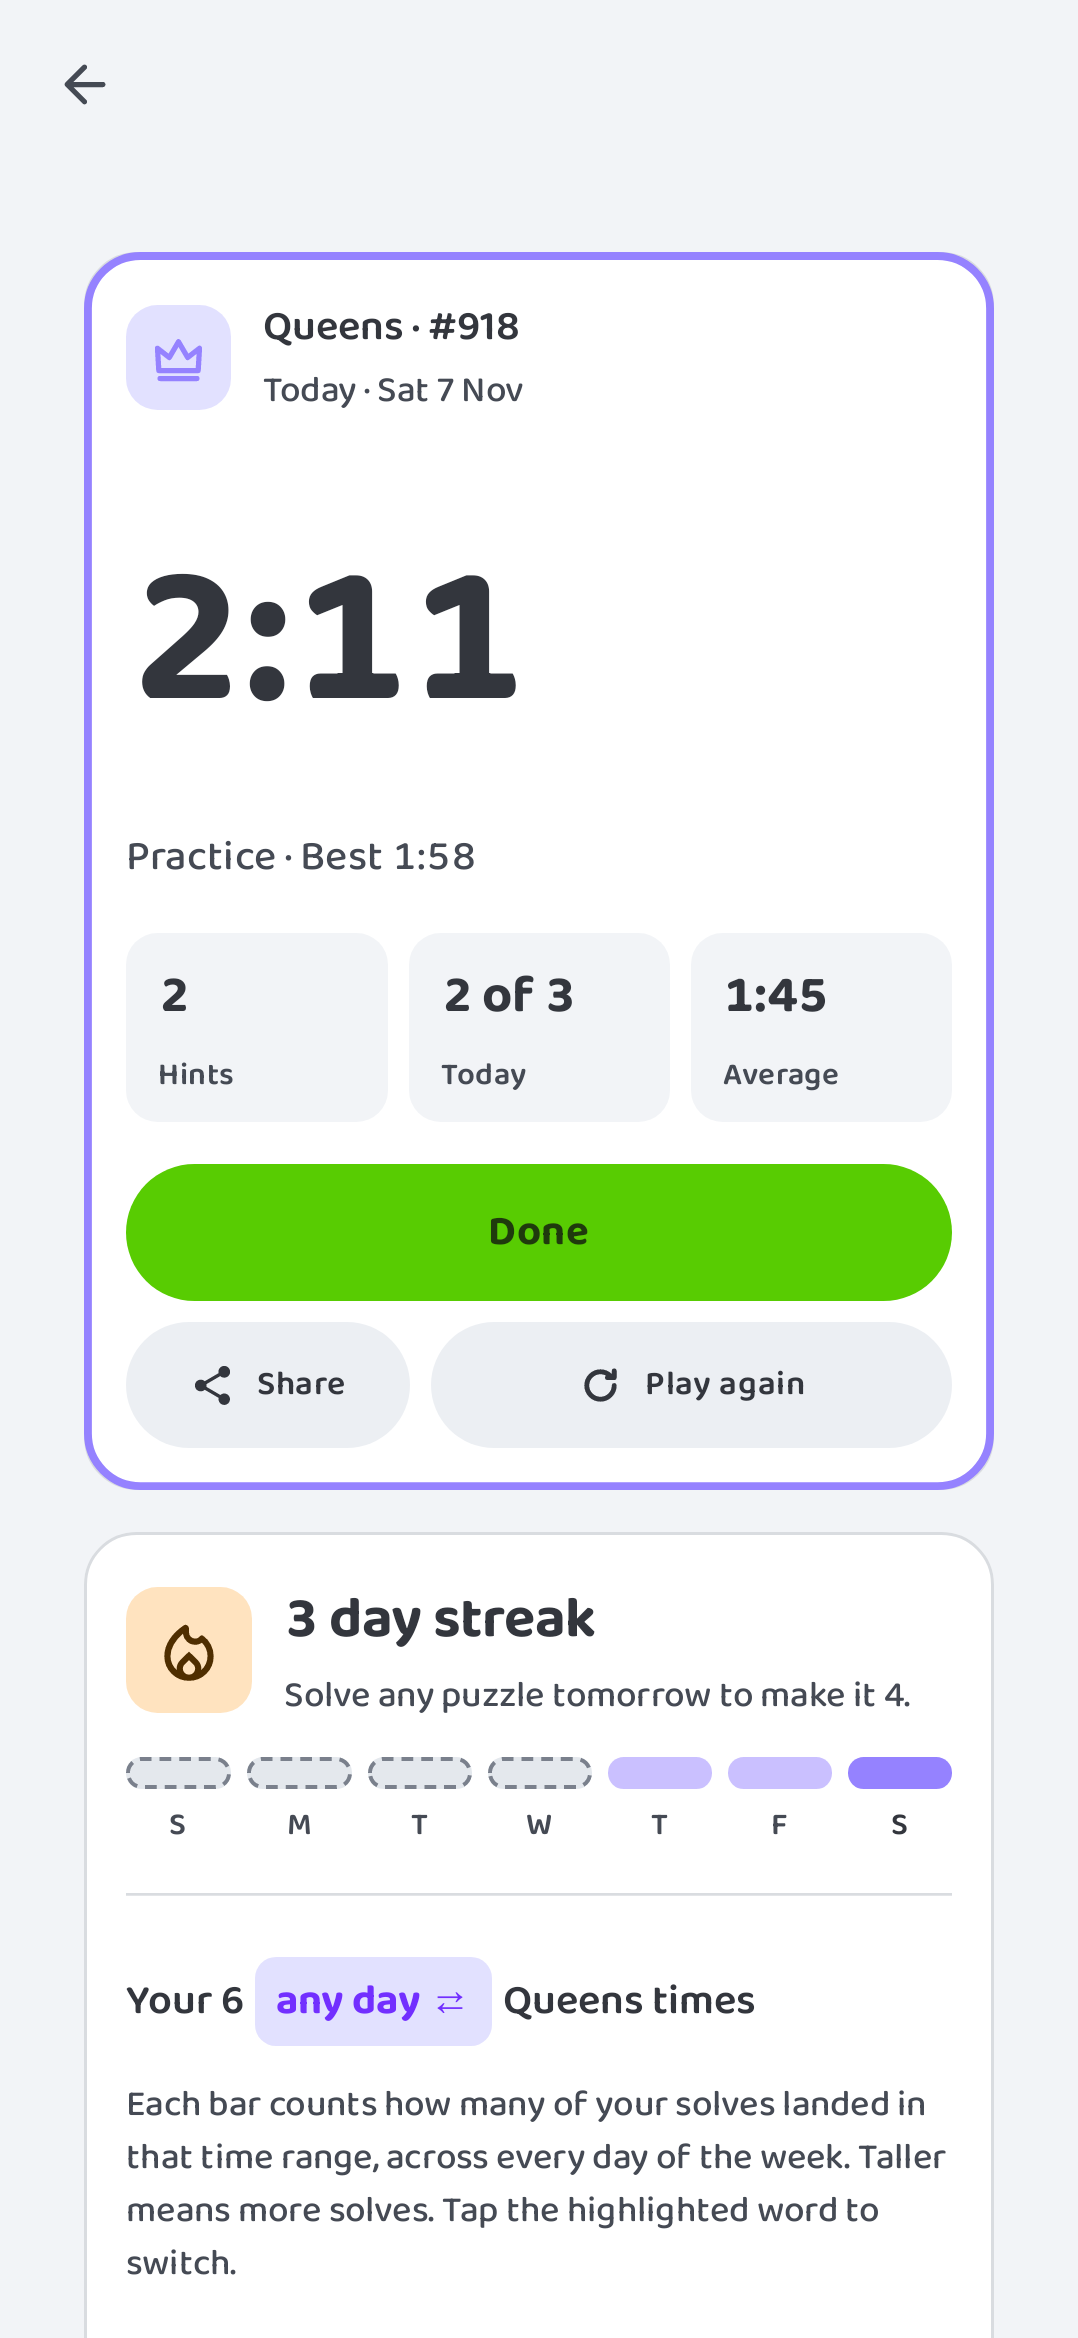 Queens · #918
Today · Sat 7 Nov
2:11
Practice · Best 1:58
2
Hints
2 of 3
Today
1:45
Average
Done
Share
Play again
3 day streak
Solve any puzzle tomorrow to make it 4.
S M T W T F S
Your 6 any day ⇄ Queens times
Each bar counts how many of your solves landed in
that time range, across every day of the week. Taller
means more solves. Tap the highlighted word to
switch.